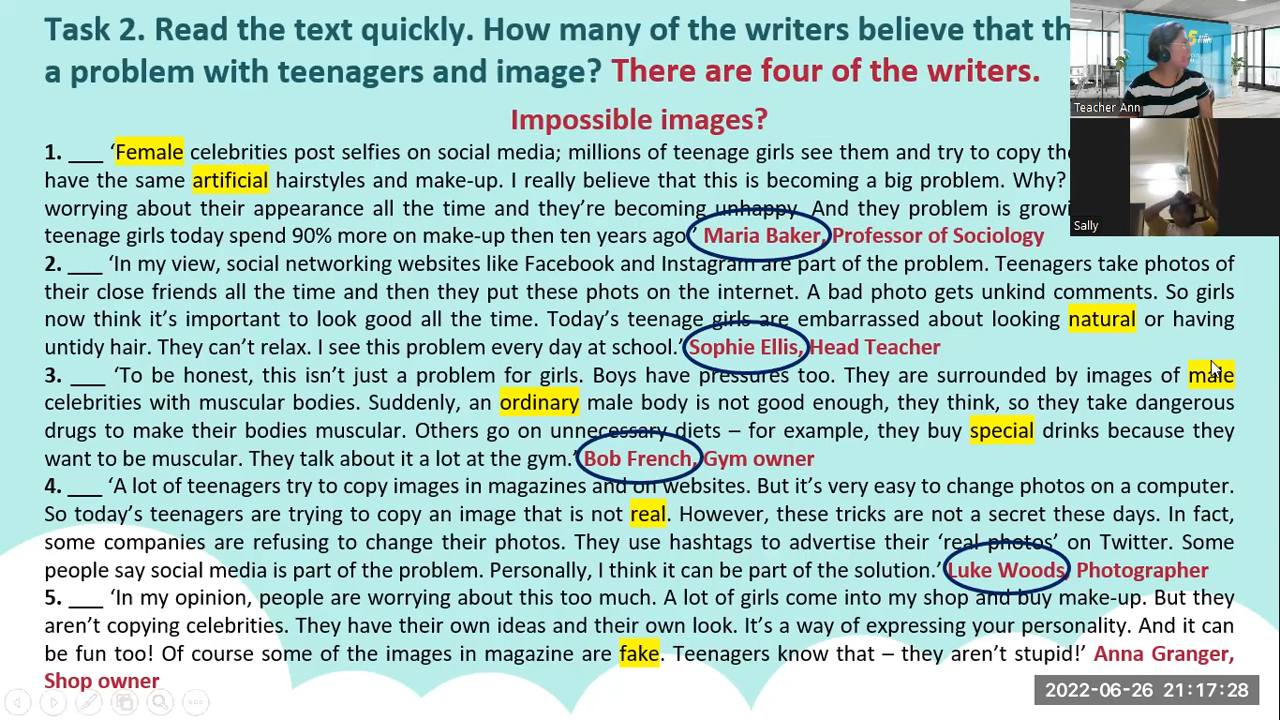 Task 2. Read the text quickly. How many of the writers believe that th
a problem with teenagers and image? There are four of the writers.
Impossible images?
1. ___ ‘Female celebrities post selfies on social media; millions of teenage girls see them and try to copy the
have the same artificial hairstyles and make-up. I really believe that this is becoming a big problem. Why?
worrying about their appearance all the time and they’re becoming unhappy. And they problem is growi
teenage girls today spend 90% more on make-up then ten years ago.’ Maria Baker, Professor of Sociology
2. ___ ‘In my view, social networking websites like Facebook and Instagram are part of the problem. Teenagers take photos of
their close friends all the time and then they put these phots on the internet. A bad photo gets unkind comments. So girls
now think it’s important to look good all the time. Today’s teenage girls are embarrassed about looking natural or having
untidy hair. They can’t relax. I see this problem every day at school.’ Sophie Ellis, Head Teacher
3. ___ ‘To be honest, this isn’t just a problem for girls. Boys have pressures too. They are surrounded by images of male
celebrities with muscular bodies. Suddenly, an ordinary male body is not good enough, they think, so they take dangerous
drugs to make their bodies muscular. Others go on unnecessary diets – for example, they buy special drinks because they
want to be muscular. They talk about it a lot at the gym.’ Bob French, Gym owner
4. ___ ‘A lot of teenagers try to copy images in magazines and on websites. But it’s very easy to change photos on a computer.
So today’s teenagers are trying to copy an image that is not real. However, these tricks are not a secret these days. In fact,
some companies are refusing to change their photos. They use hashtags to advertise their ‘real photos’ on Twitter. Some
people say social media is part of the problem. Personally, I think it can be part of the solution.’ Luke Woods, Photographer
5. ___ ‘In my opinion, people are worrying about this too much. A lot of girls come into my shop and buy make-up. But they
aren’t copying celebrities. They have their own ideas and their own look. It’s a way of expressing your personality. And it can
be fun too! Of course some of the images in magazine are fake. Teenagers know that – they aren’t stupid!’ Anna Granger,
Shop owner
Teacher Ann
Sally
2022-06-26 21:17:28